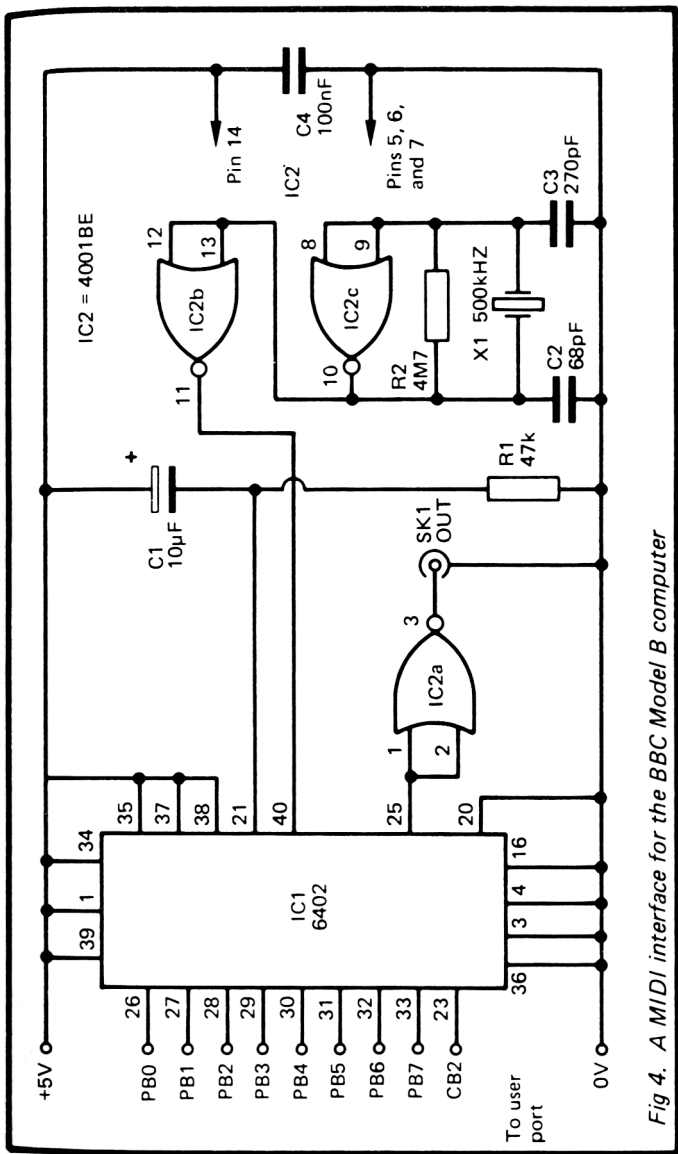 +5V
PB0
PB1
PB2
PB3
PB4
PB5
PB6
PB7
CB2
To user
port
0V
26
27
28
29
30
31
32
33
23
39
1
34
35
37
38
21
40
25
20
36
3
4
16
IC1
6402
C1
10µF
+
1
2
3
IC2a
SK1
OUT
R1
47k
IC2 = 4001BE
11
IC2b
12
13
10
IC2c
8
9
R2
4M7
X1 500kHZ
C2
68pF
C3
270pF
Pin 14
IC2
C4
100nF
Pins 5, 6,
and 7
Fig 4. A MIDI interface for the BBC Model B computer